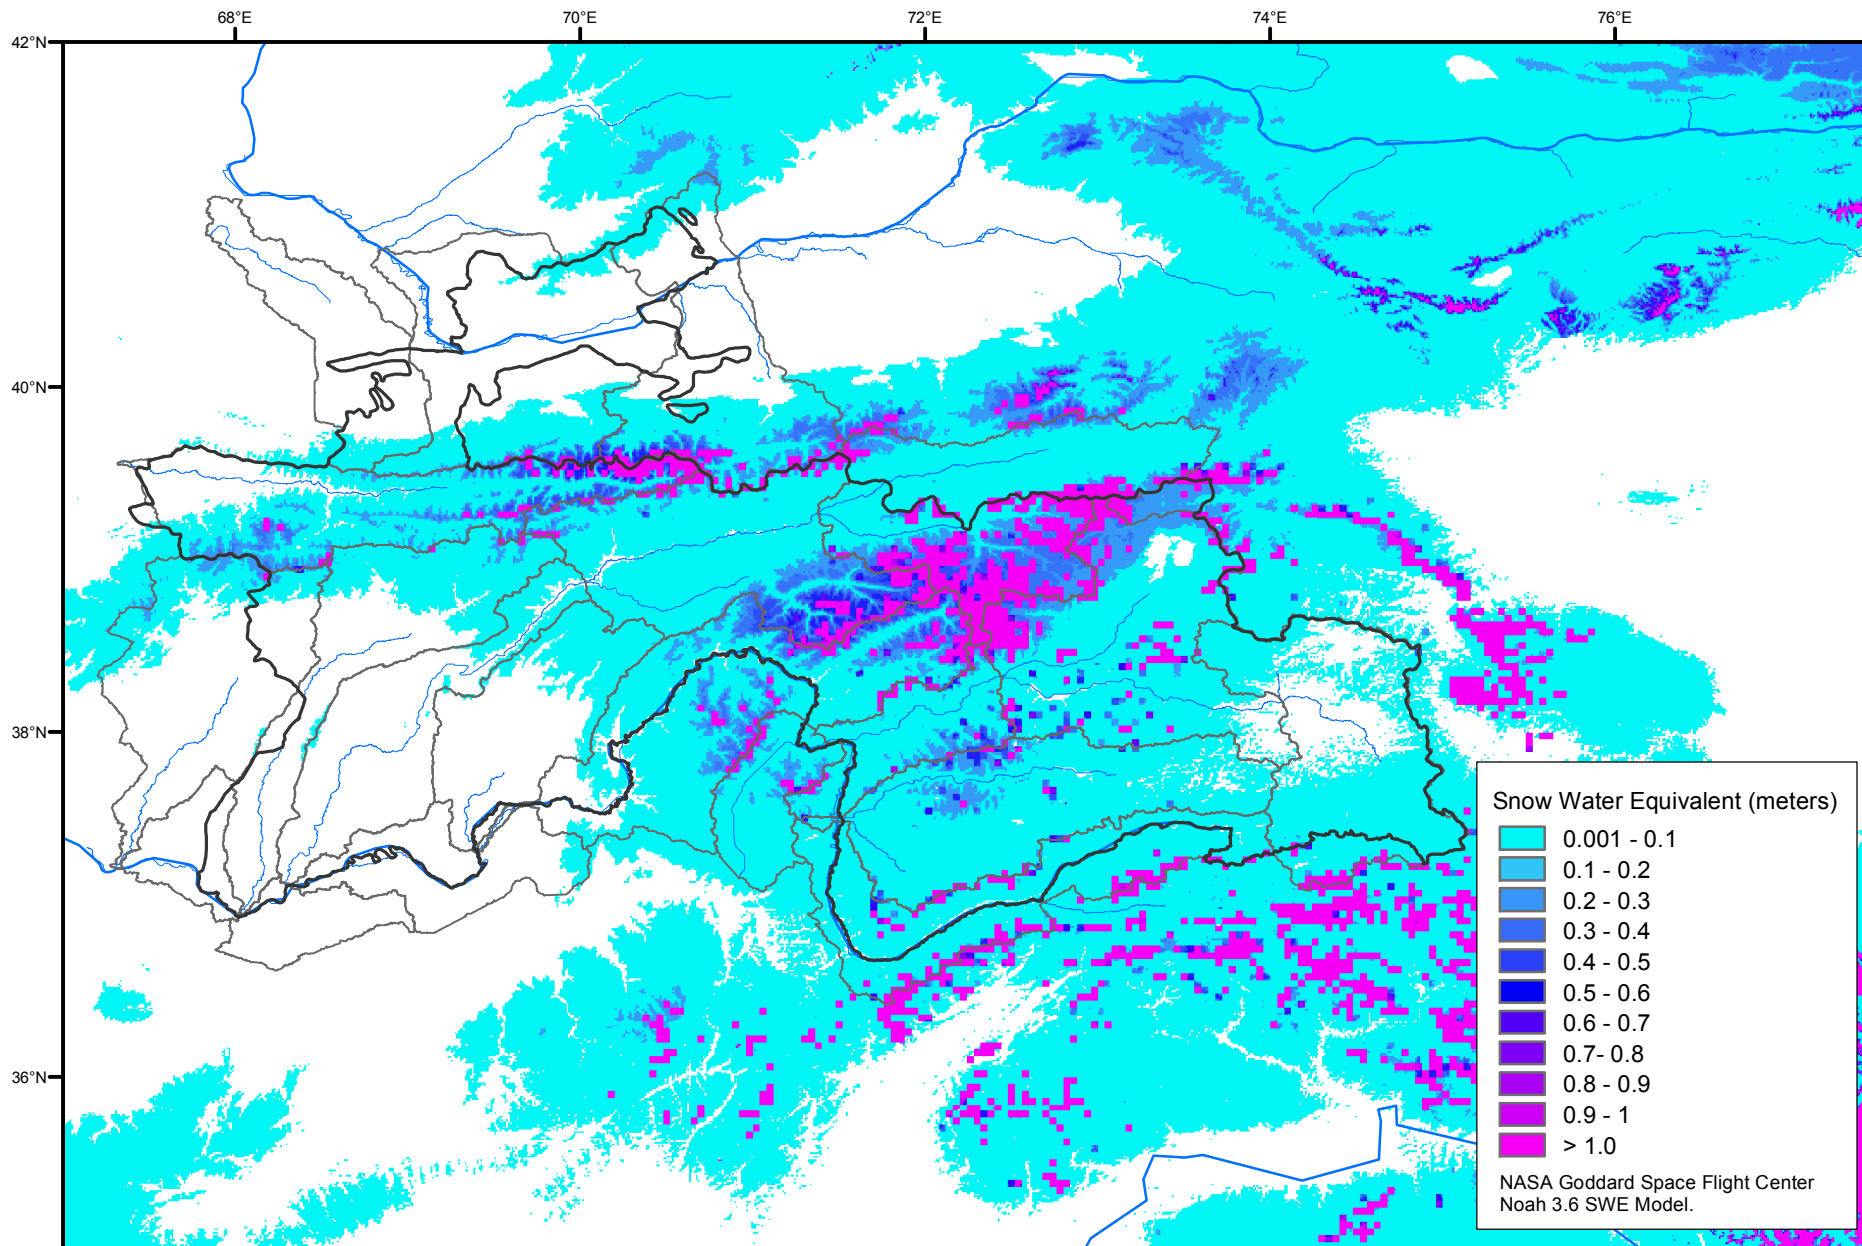 68°E 70°E 72°E 74°E 76°E
42°N
40°N
38°N
36°N
Snow Water Equivalent (meters)
0.001 - 0.1
0.1 - 0.2
0.2 - 0.3
0.3 - 0.4
0.4 - 0.5
0.5 - 0.6
0.6 - 0.7
0.7- 0.8
0.8 - 0.9
0.9 - 1
> 1.0
NASA Goddard Space Flight Center
Noah 3.6 SWE Model.